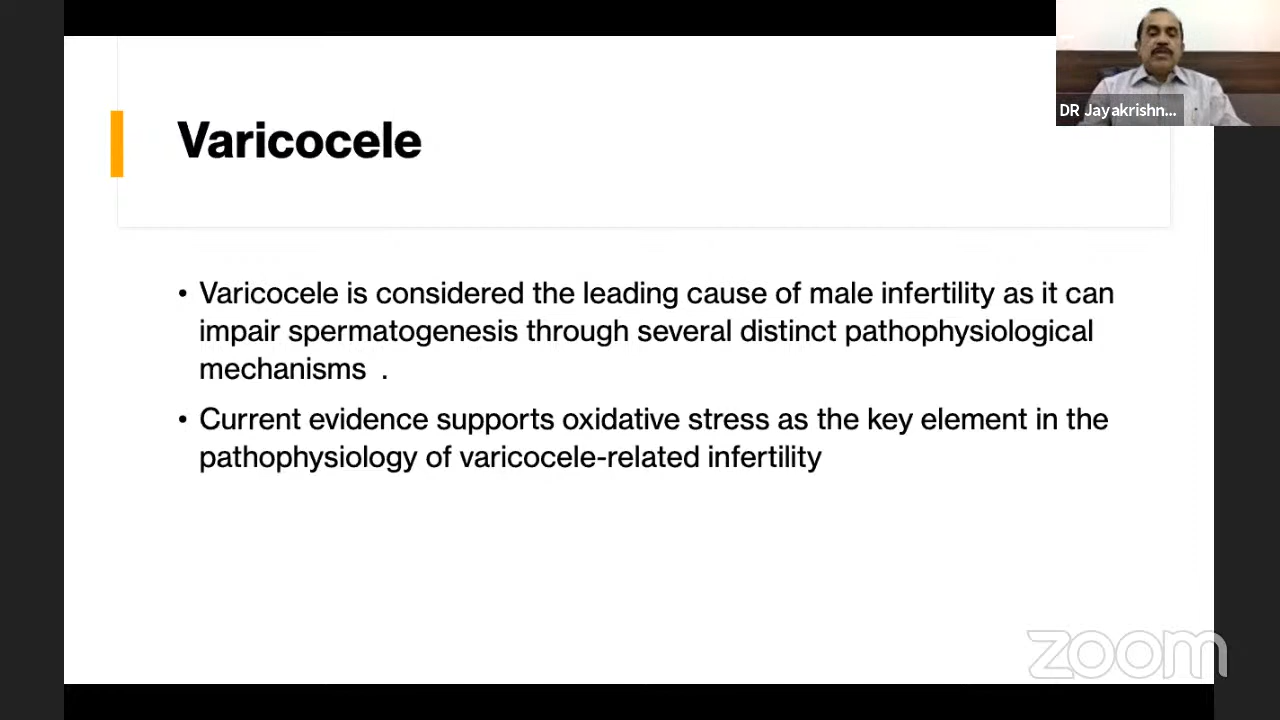 DR Jayakrishn...
Varicocele
• Varicocele is considered the leading cause of male infertility as it can
impair spermatogenesis through several distinct pathophysiological
mechanisms .
• Current evidence supports oxidative stress as the key element in the
pathophysiology of varicocele-related infertility
zoom